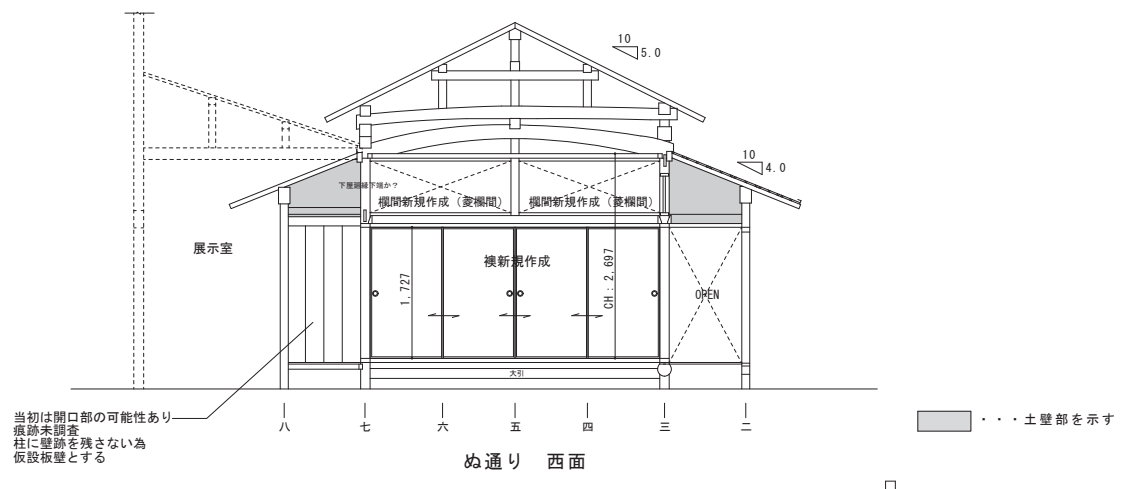 10
5.0
10
4.0
下屋廻縁下端か？
欄間新規作成（菱欄間）
欄間新規作成（菱欄間）
展示室
襖新規作成
1,727
CH：2,697
OPEN
大引
当初は開口部の可能性あり
痕跡未調査
柱に壁跡を残さない為
仮設板壁とする
八
七
六
五
四
三
二
・・・土壁部を示す
ぬ通り　西面